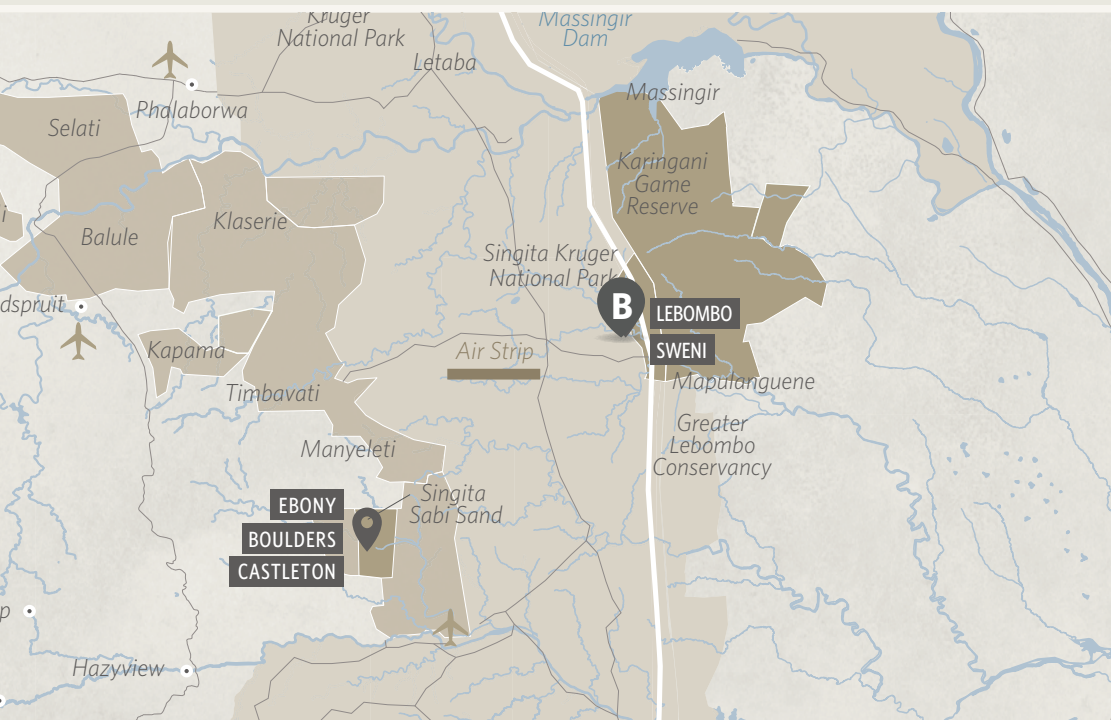 Kruger
National Park
Massingir
Dam
Letaba
Phalaborwa
Massingir
Selati
Karingani
Game
Reserve
Klaserie
i
Balule
Singita Kruger
National Park
dspruit
B
LEBOMBO
SWENI
Kapama
Air Strip
Timbavati
Mapulanguene
Greater
Lebombo
Conservancy
Manyeleti
Singita
Sabi Sand
EBONY
BOULDERS
CASTLETON
p
Hazyview